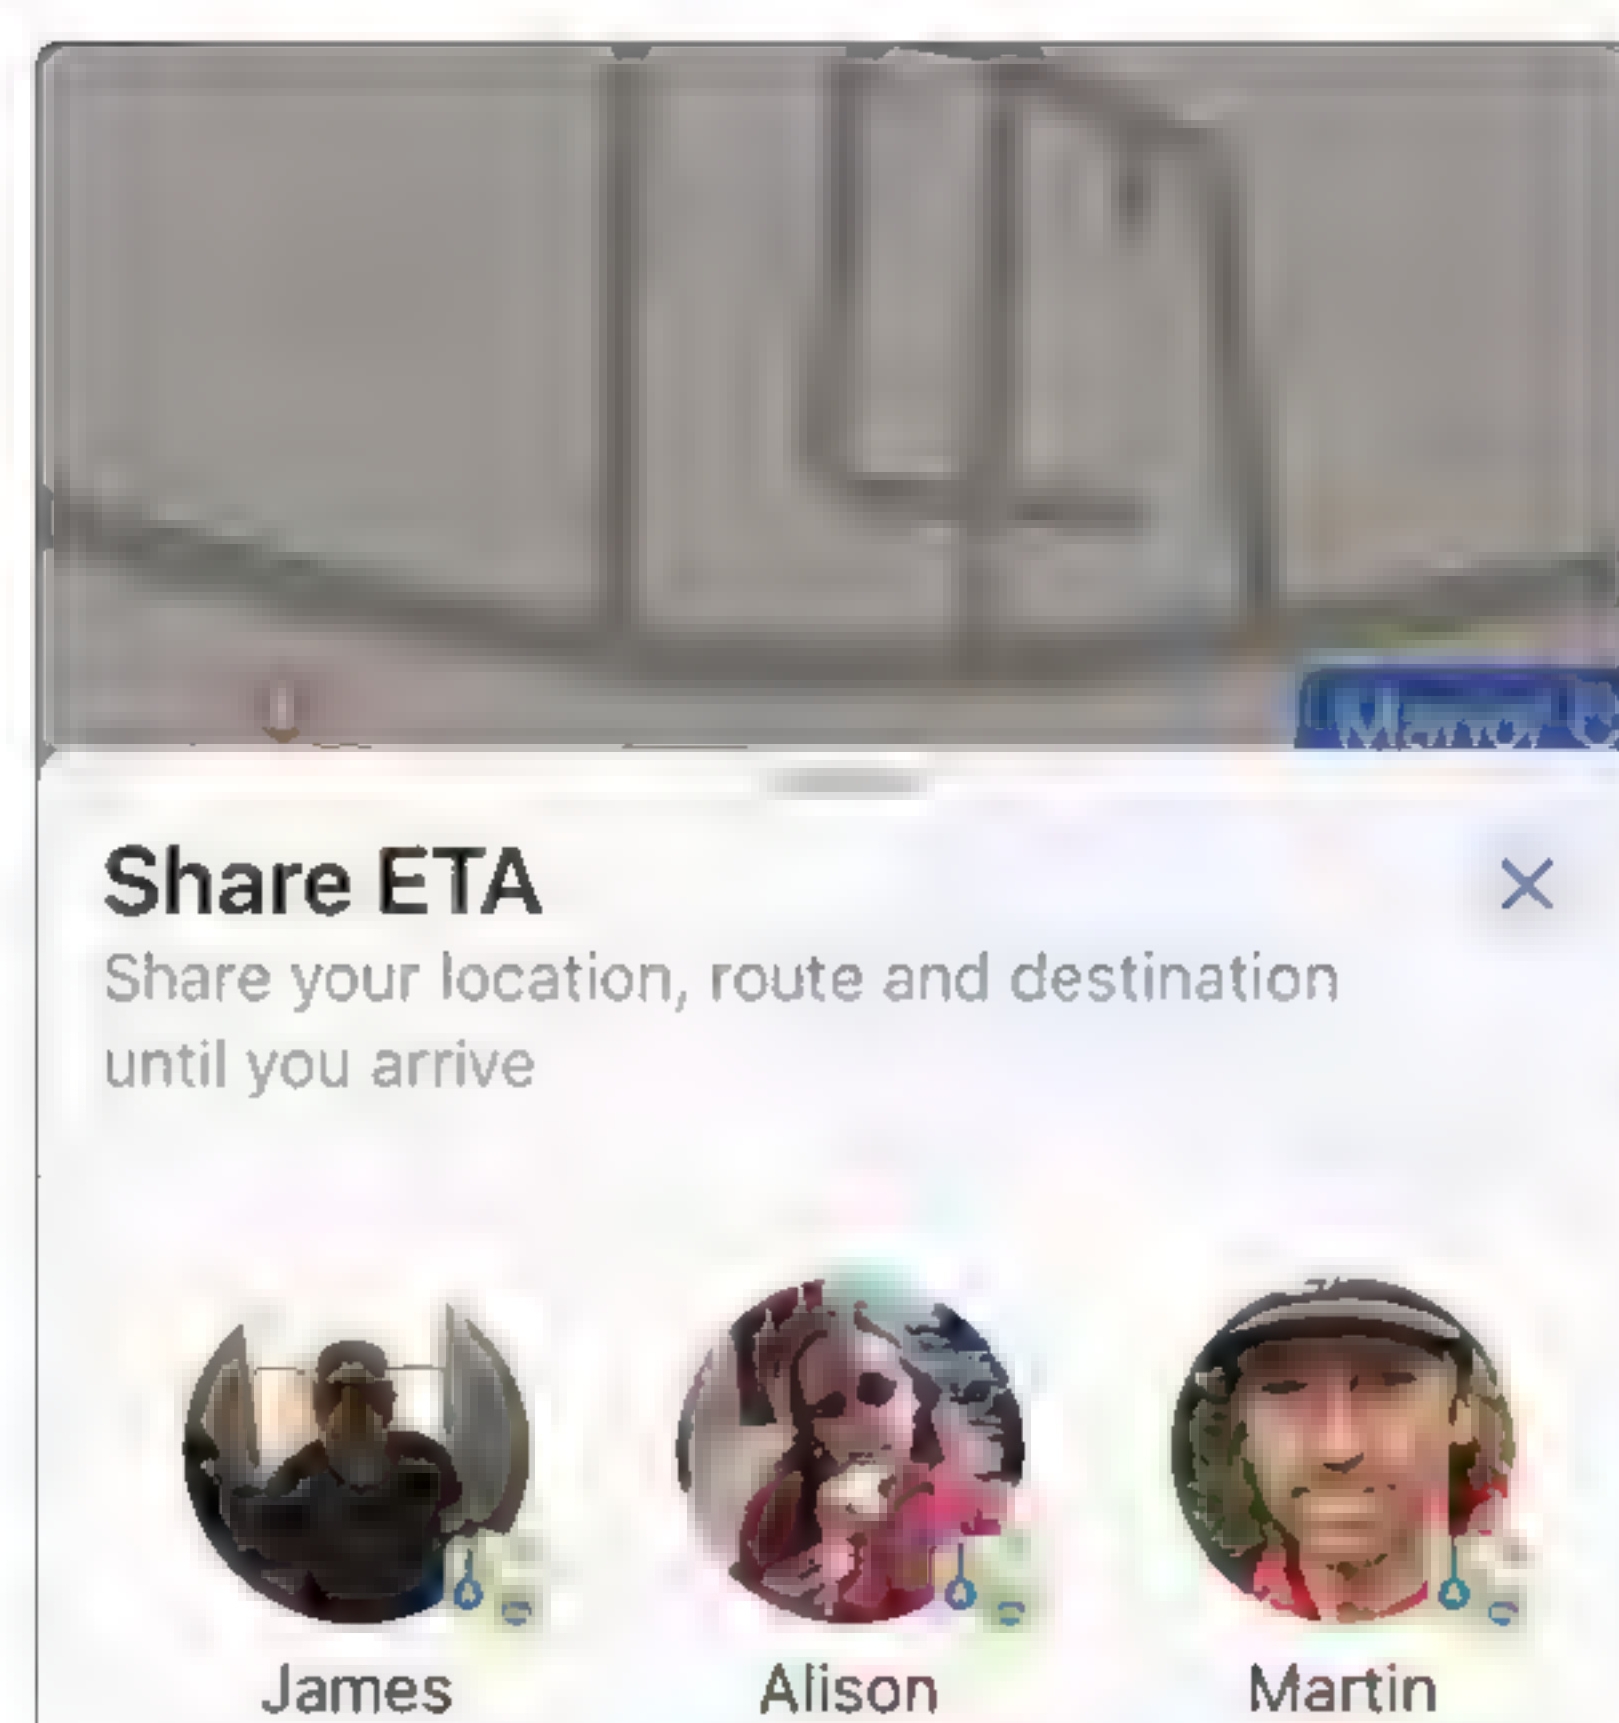 Share ETA
Share your location, route and destination
until you arrive
James Alison Martin